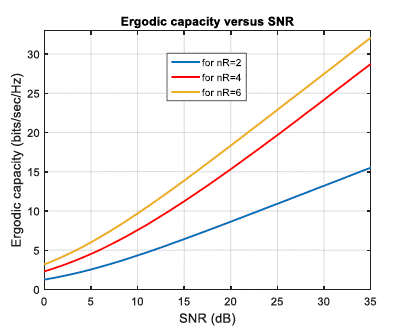 Ergodic capacity versus SNR
Ergodic capacity (bits/sec/Hz)
30
25
20
15
10
5
0
for nR=2
for nR=4
for nR=6
0 5 10 15 20 25 30 35
SNR (dB)